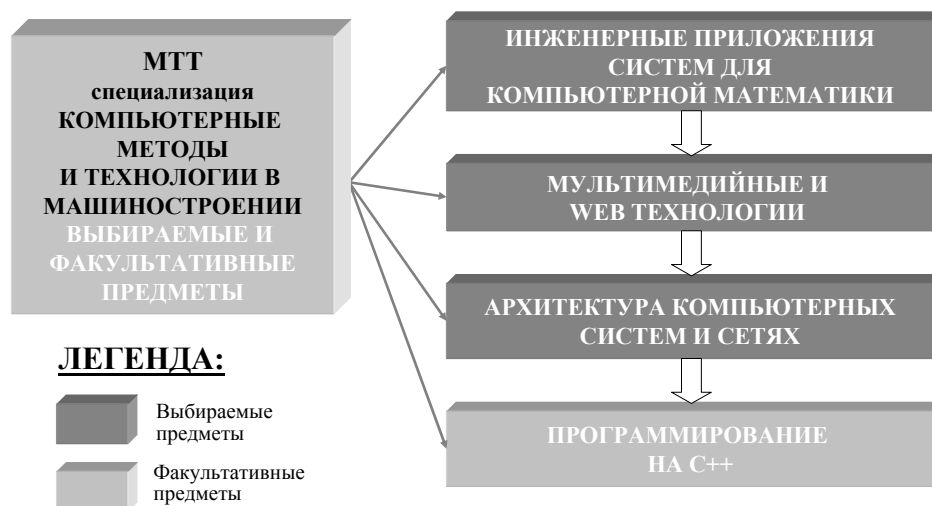 МТТ
специализация
КОМПЬЮТЕРНЫЕ
МЕТОДЫ
И ТЕХНОЛОГИИ В
МАШИНОСТРОЕНИИ
ВЫБИРАЕМЫЕ И
ФАКУЛЬТАТИВНЫЕ
ПРЕДМЕТЫ
ИНЖЕНЕРНЫЕ ПРИЛОЖЕНИЯ
СИСТЕМ ДЛЯ
КОМПЬЮТЕРНОЙ МАТЕМАТИКИ
МУЛЬТИМЕДИЙНЫЕ И
WEB ТЕХНОЛОГИИ
АРХИТЕКТУРА КОМПЬЮТЕРНЫХ
СИСТЕМ И СЕТЯХ
ПРОГРАММИРОВАНИЕ
НА С++
ЛЕГЕНДА:
Выбираемые
предметы
Факультативные
предметы